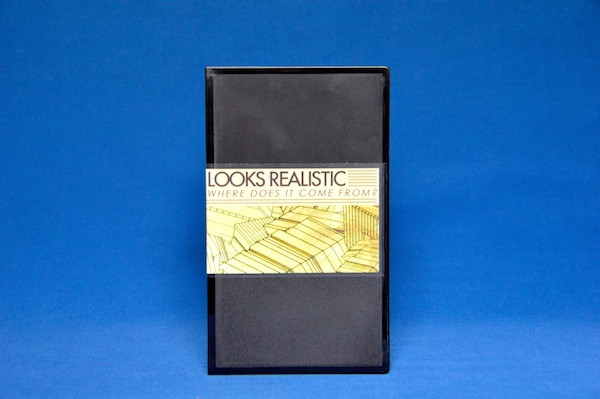 LOOKS REALISTIC
WHERE DOES IT COME FROM?